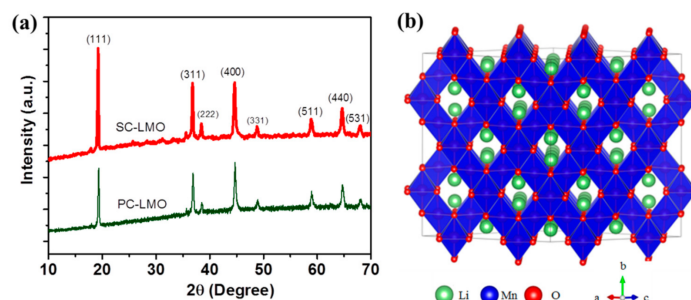 (a)
Intensity (a.u.)
(111)
(311)
(222)
(400)
(331)
(511)
(440)
(531)
SC-LMO
PC-LMO
10 20 30 40 50 60 70
2θ (Degree)
(b)
Li Mn O
b
a c